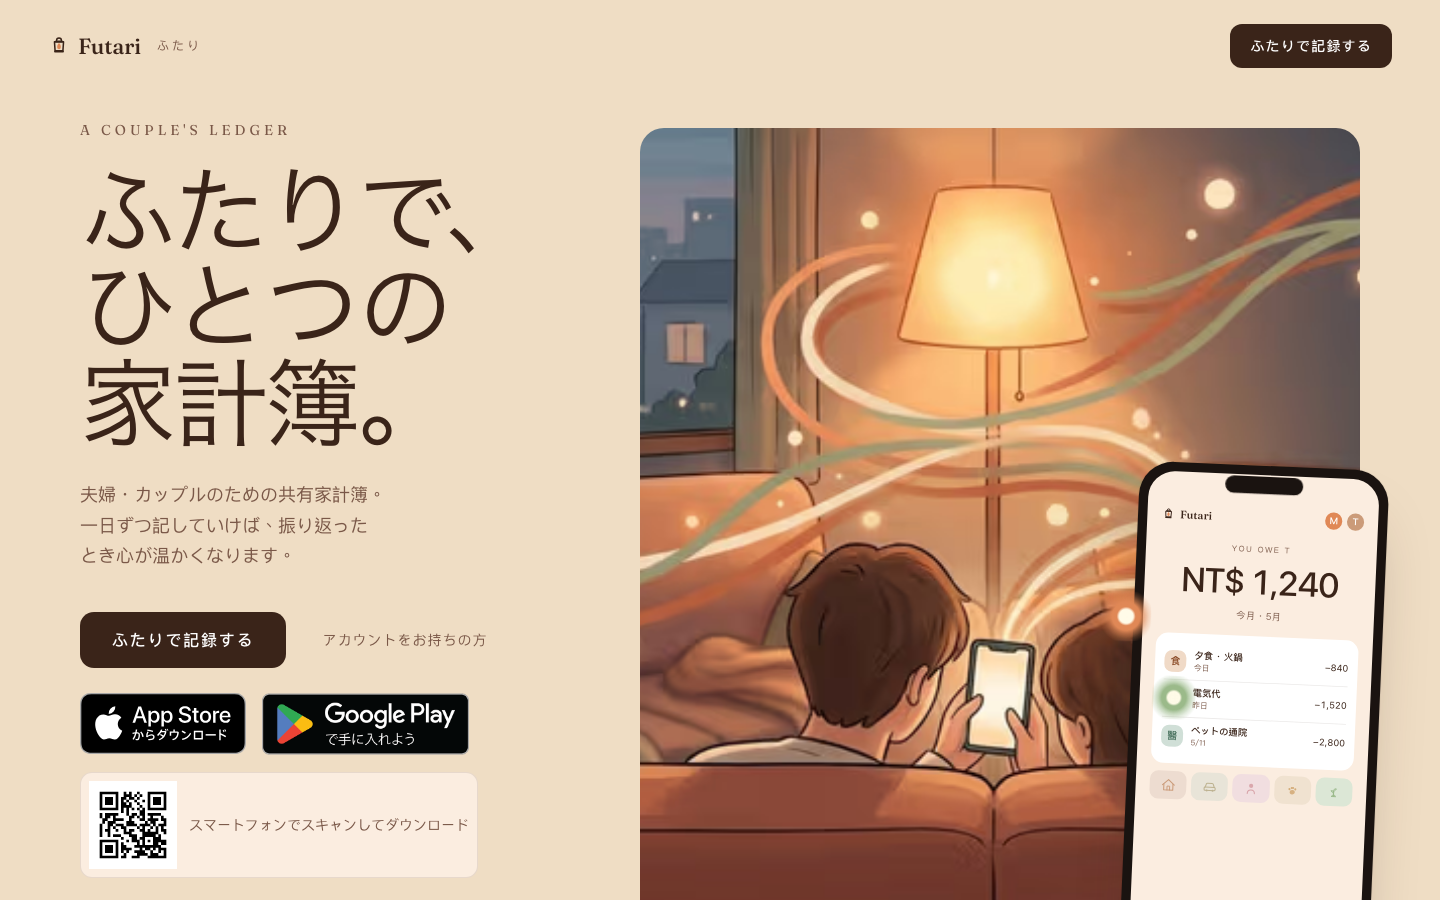 Futari ふたり
ふたりで記録する
A COUPLE'S LEDGER
ふたりで、
ひとつの
家計簿。
夫婦・カップルのための共有家計簿。
一日ずつ記していけば、振り返った
とき心が温かくなります。
ふたりで記録する
アカウントをお持ちの方
App Store
からダウンロード
Google Play
で手に入れよう
スマートフォンでスキャンしてダウンロード
Futari
M
T
YOU OWE T
NT$ 1,240
今月・5月
食
夕食・火鍋
今日
−840
電気代
昨日
−1,520
醫
ペットの通院
5/11
−2,800